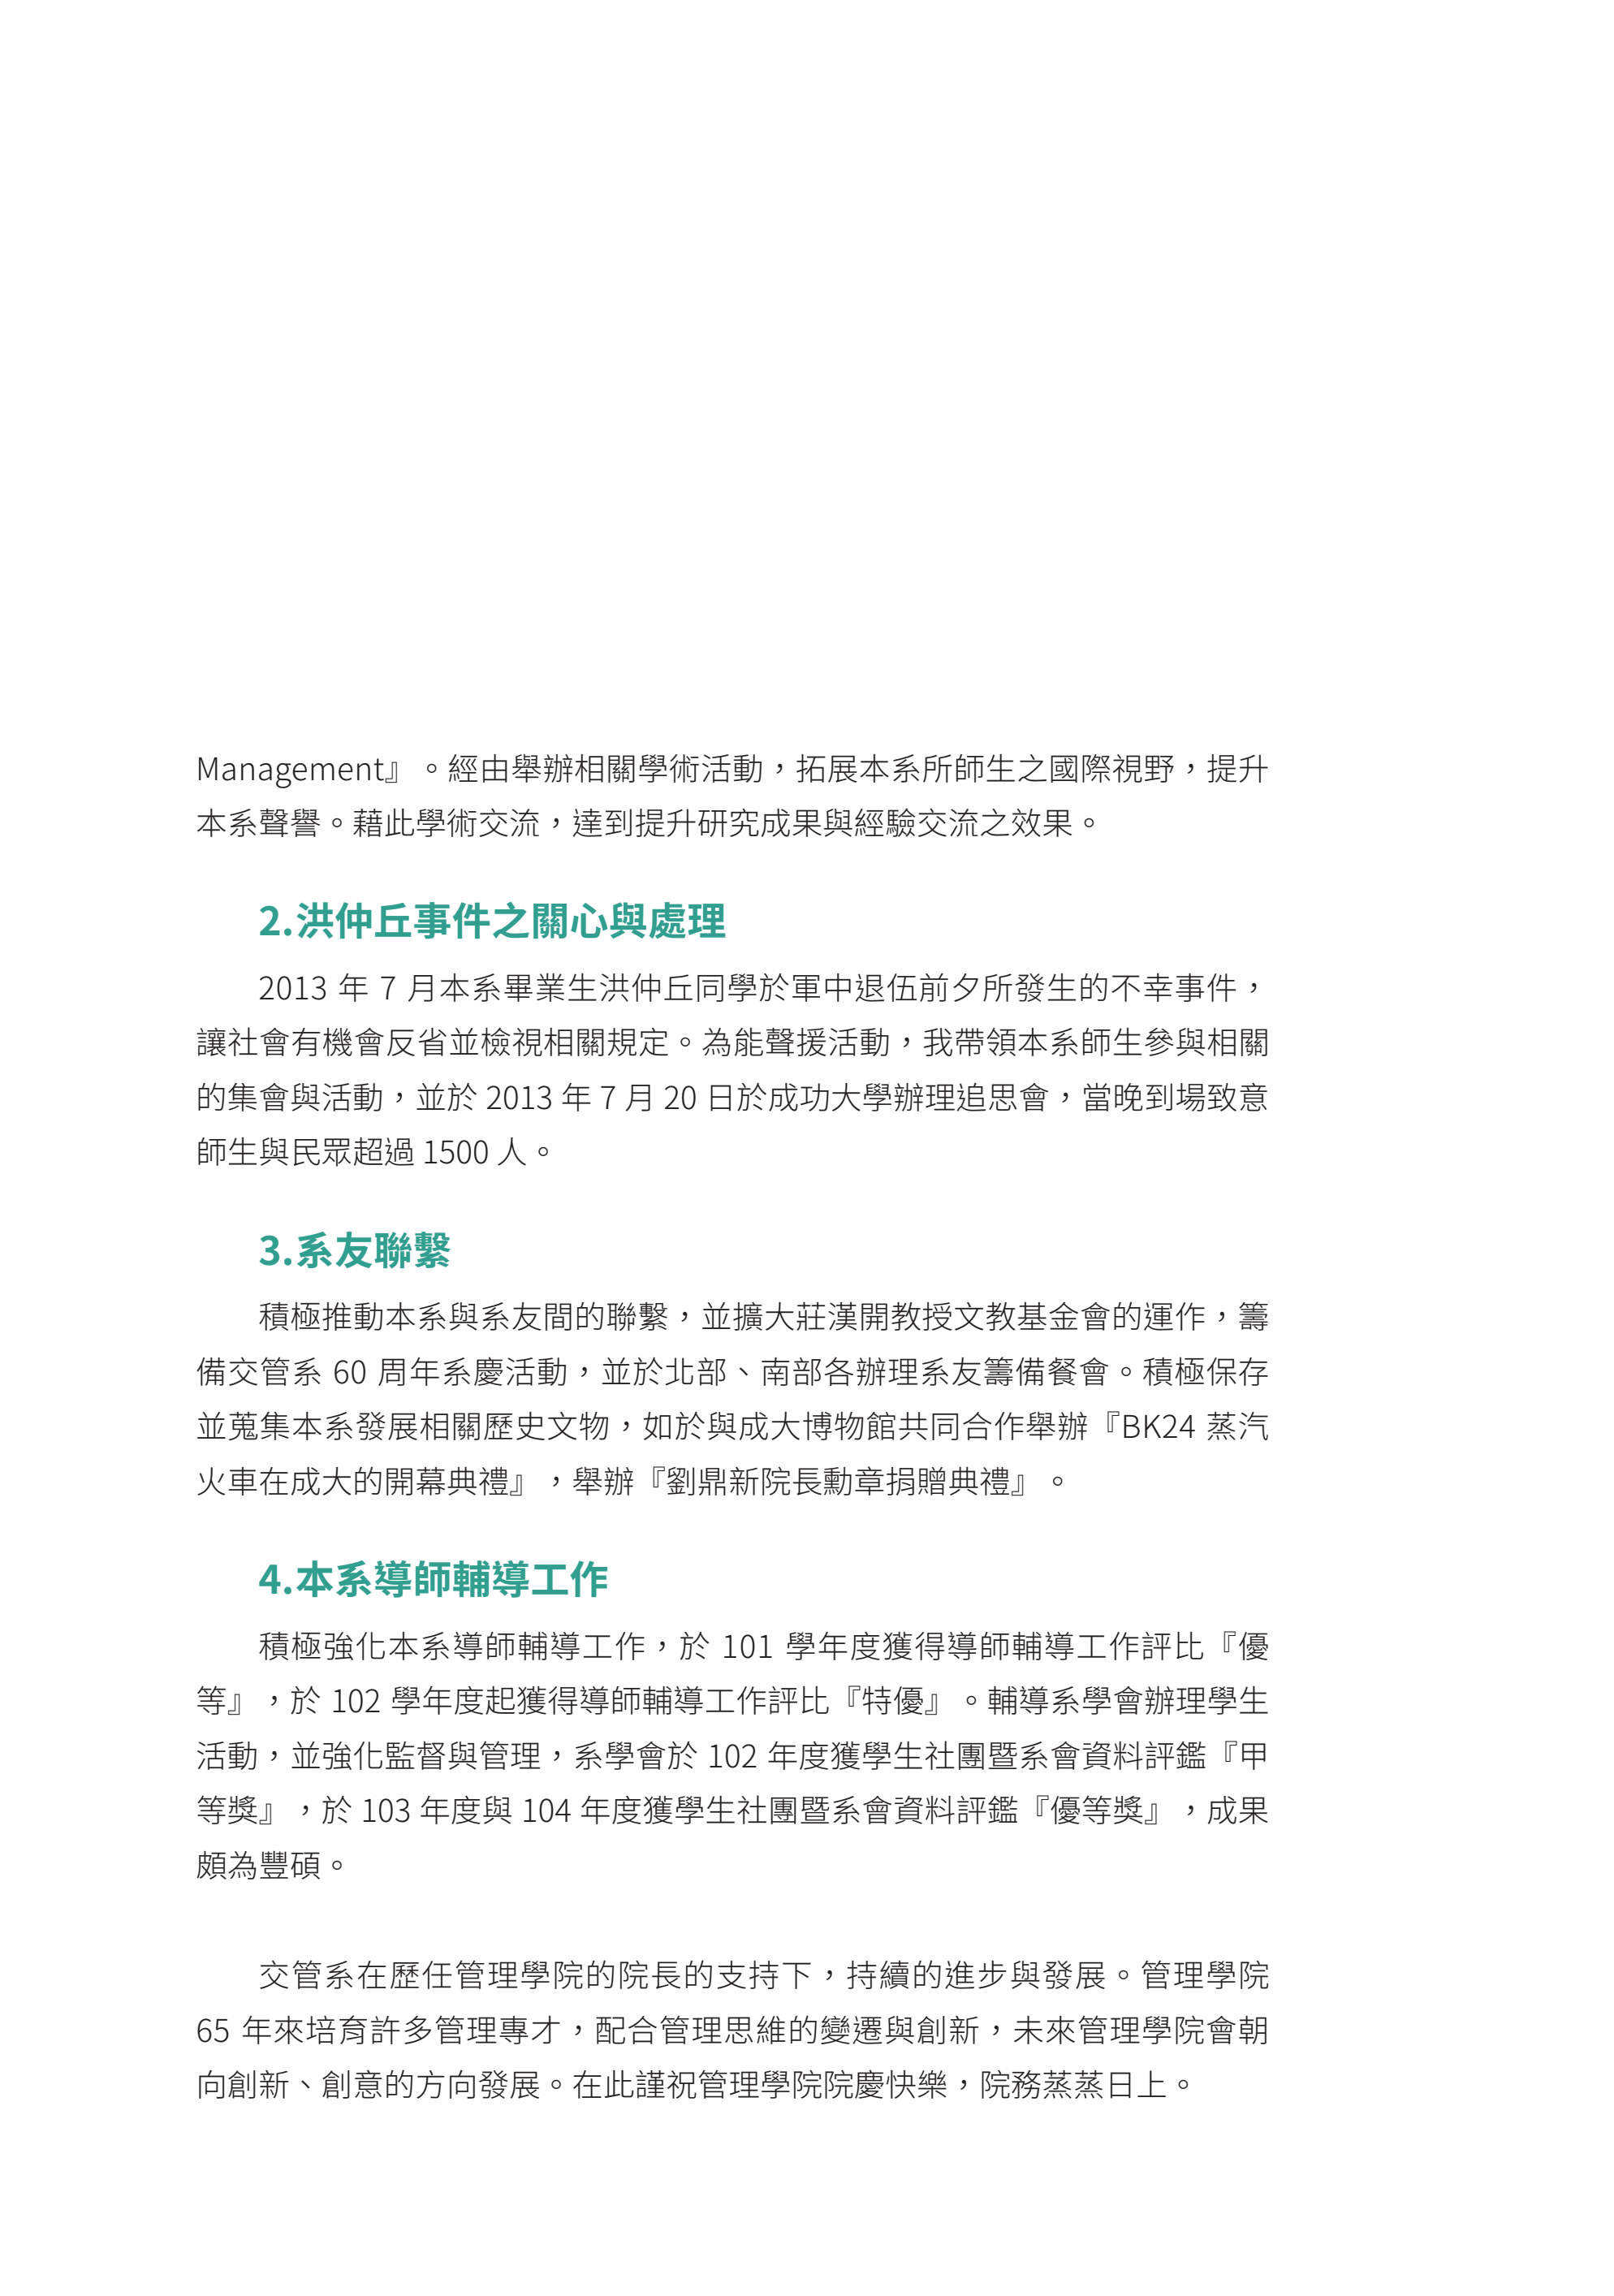 Management』。經由舉辦相關學術活動，拓展本系所師生之國際視野，提升
本系聲譽。藉此學術交流，達到提升研究成果與經驗交流之效果。
2.洪仲丘事件之關心與處理
2013 年 7 月本系畢業生洪仲丘同學於軍中退伍前夕所發生的不幸事件，
讓社會有機會反省並檢視相關規定。為能聲援活動，我帶領本系師生參與相關
的集會與活動，並於 2013 年 7 月 20 日於成功大學辦理追思會，當晚到場致意
師生與民眾超過 1500 人。
3.系友聯繫
積極推動本系與系友間的聯繫，並擴大莊漢開教授文教基金會的運作，籌
備交管系 60 周年系慶活動，並於北部、南部各辦理系友籌備餐會。積極保存
並蒐集本系發展相關歷史文物，如於與成大博物館共同合作舉辦『BK24 蒸汽
火車在成大的開幕典禮』，舉辦『劉鼎新院長勳章捐贈典禮』。
4.本系導師輔導工作
積極強化本系導師輔導工作，於 101 學年度獲得導師輔導工作評比『優
等』，於 102 學年度起獲得導師輔導工作評比『特優』。輔導系學會辦理學生
活動，並強化監督與管理，系學會於 102 年度獲學生社團暨系會資料評鑑『甲
等獎』，於 103 年度與 104 年度獲學生社團暨系會資料評鑑『優等獎』，成果
頗為豐碩。
交管系在歷任管理學院的院長的支持下，持續的進步與發展。管理學院
65 年來培育許多管理專才，配合管理思維的變遷與創新，未來管理學院會朝
向創新、創意的方向發展。在此謹祝管理學院院慶快樂，院務蒸蒸日上。